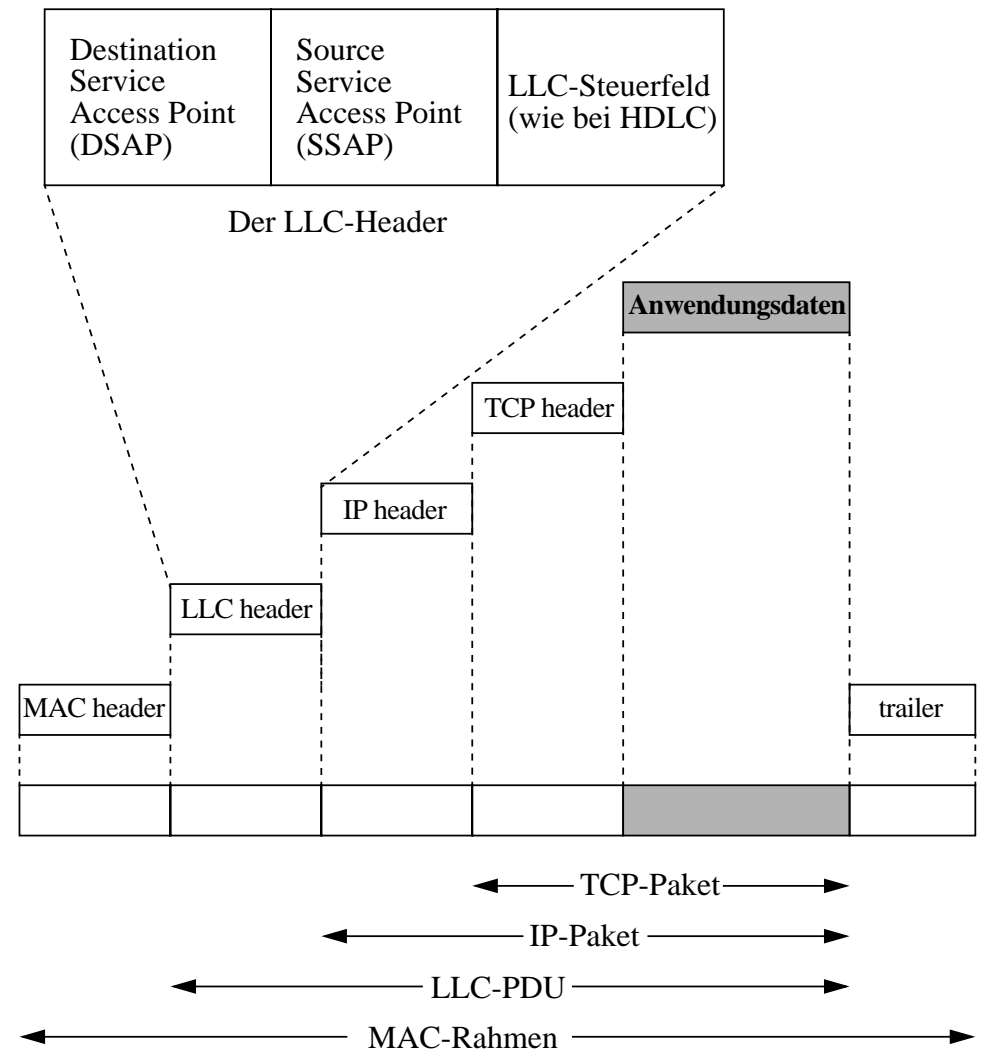 Destination
Service
Access Point
(DSAP)
Source
Service
Access Point
(SSAP)
LLC-Steuerfeld
(wie bei HDLC)
Der LLC-Header
Anwendungsdaten
TCP header
IP header
LLC header
MAC header
trailer
TCP-Paket
IP-Paket
LLC-PDU
MAC-Rahmen